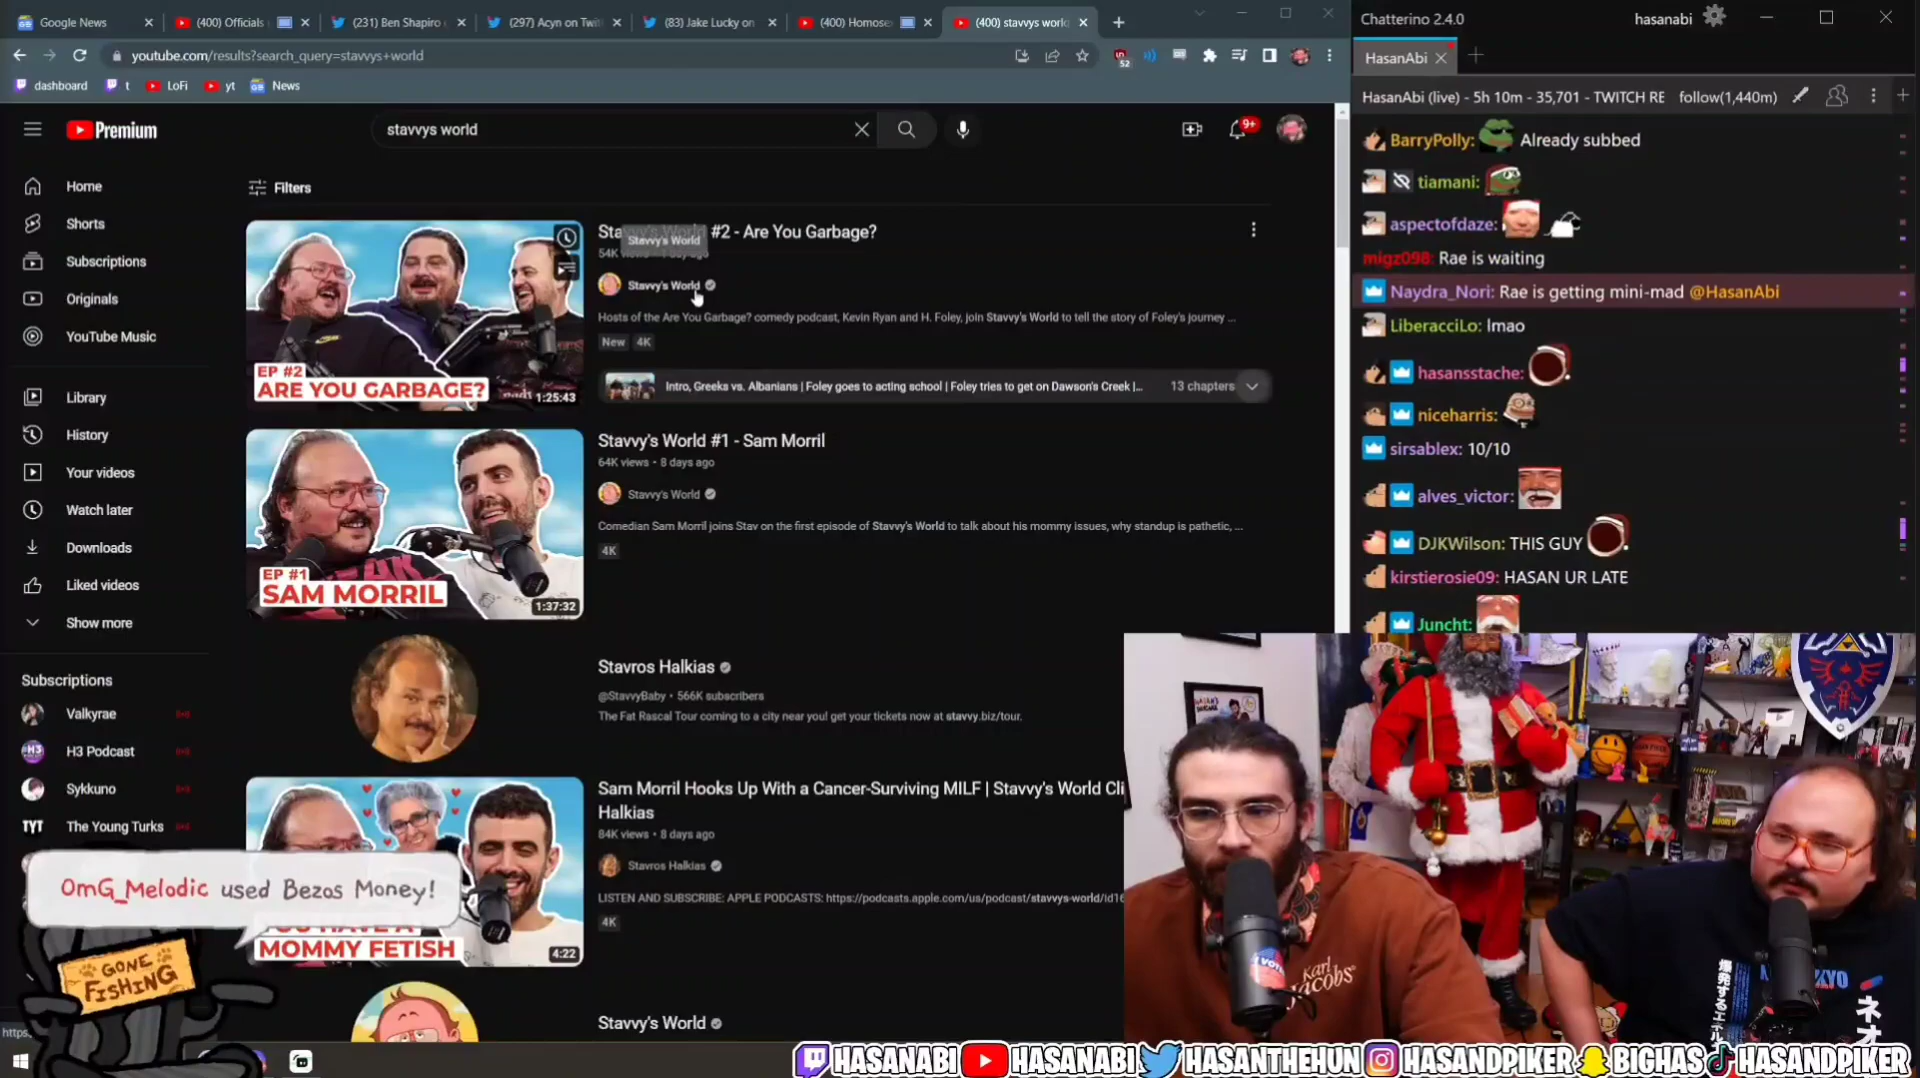 Google News
(400) Officials
(231) Ben Shapiro
(297) Acyn on Twit
(83) Jake Lucky on
(400) Homose
(400) stavvys world
youtube.com/results?search_query=stavvys+world
52
dashboard
t
LoFi
yt
News
Premium
stavvys world
9+
Home
Shorts
Subscriptions
Originals
YouTube Music
Library
History
Your videos
Watch later
Downloads
Liked videos
Show more
Subscriptions
Valkyrae
H3 Podcast
Sykkuno
TYT The Young Turks
Filters
EP #2
ARE YOU GARBAGE?
1:25:43
#2 - Are You Garbage?
Stavvy's World
Stavvy's World
Hosts of the Are You Garbage? comedy podcast, Kevin Ryan and H. Foley, join Stavvy's World to tell the story of Foley's journey ...
New 4K
Intro, Greeks vs. Albanians | Foley goes to acting school | Foley tries to get on Dawson's Creek |...
13 chapters
EP #1
SAM MORRIL
1:37:32
Stavvy's World #1 - Sam Morril
64K views • 8 days ago
Stavvy's World
Comedian Sam Morril joins Stav on the first episode of Stavvy's World to talk about his mommy issues, why standup is pathetic, ...
4K
Stavros Halkias
@StavvyBaby • 566K subscribers
The Fat Rascal Tour coming to a city near you! get your tickets now at stavvy.biz/tour.
MOMMY FETISH
4:22
Sam Morril Hooks Up With a Cancer-Surviving MILF | Stavvy's World Cli
Halkias
84K views • 8 days ago
Stavros Halkias
LISTEN AND SUBSCRIBE: APPLE PODCASTS: https://podcasts.apple.com/us/podcast/stavvys-world/id16
4K
Stavvy's World
OmG_Melodic used Bezos Money!
GONE
FISHING
https.
Chatterino 2.4.0
hasanabi
HasanAbi
HasanAbi (live) - 5h 10m - 35,701 - TWITCH RE
follow(1,440m)
BarryPolly: Already subbed
tiamani:
aspectofdaze:
migz098: Rae is waiting
Naydra_Nori: Rae is getting mini-mad @HasanAbi
LiberacciLo: lmao
hasansstache:
niceharris:
sirsablex: 10/10
alves_victor:
DJKWilson: THIS GUY
kirstierosie09: HASAN UR LATE
Juncht:
Karl
Jacobs
VOTE
ネオ
HASANABI
HASANABI
HASANTHEHUN
HASANDPIKER
BIGHAS
HASANDPIKER